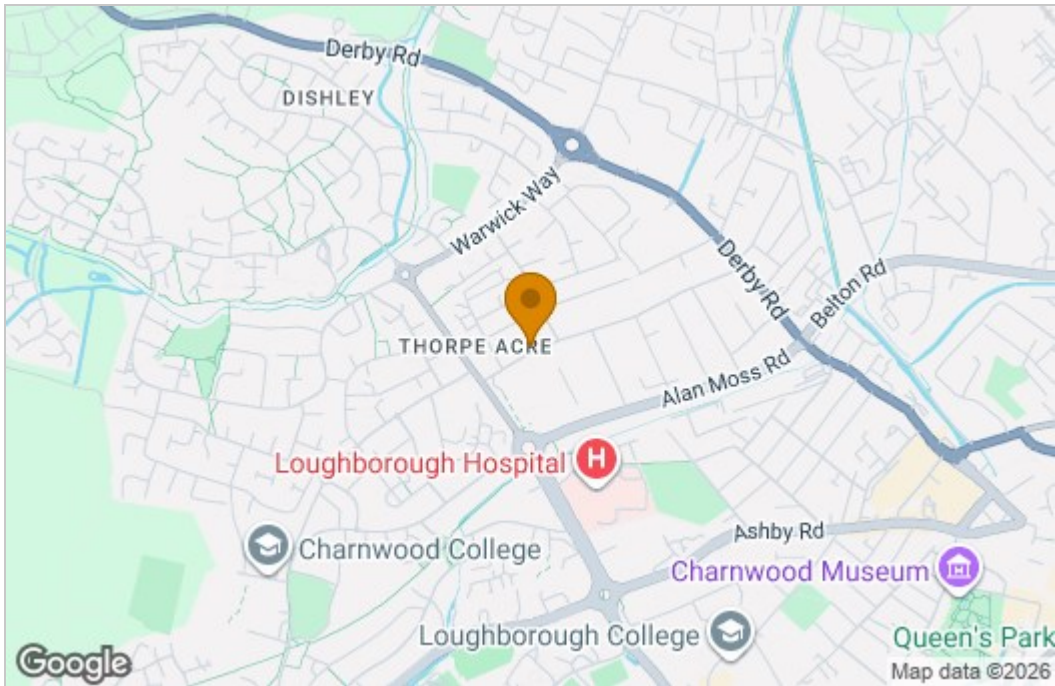 Derby Rd
DISHLEY
Warwick Way
Derby Rd
Belton Rd
THORPE ACRE
Alan Moss Rd
Loughborough Hospital
H
Ashby Rd
Charnwood College
Charnwood Museum
Loughborough College
Queen's Park
Google
Map data ©2026